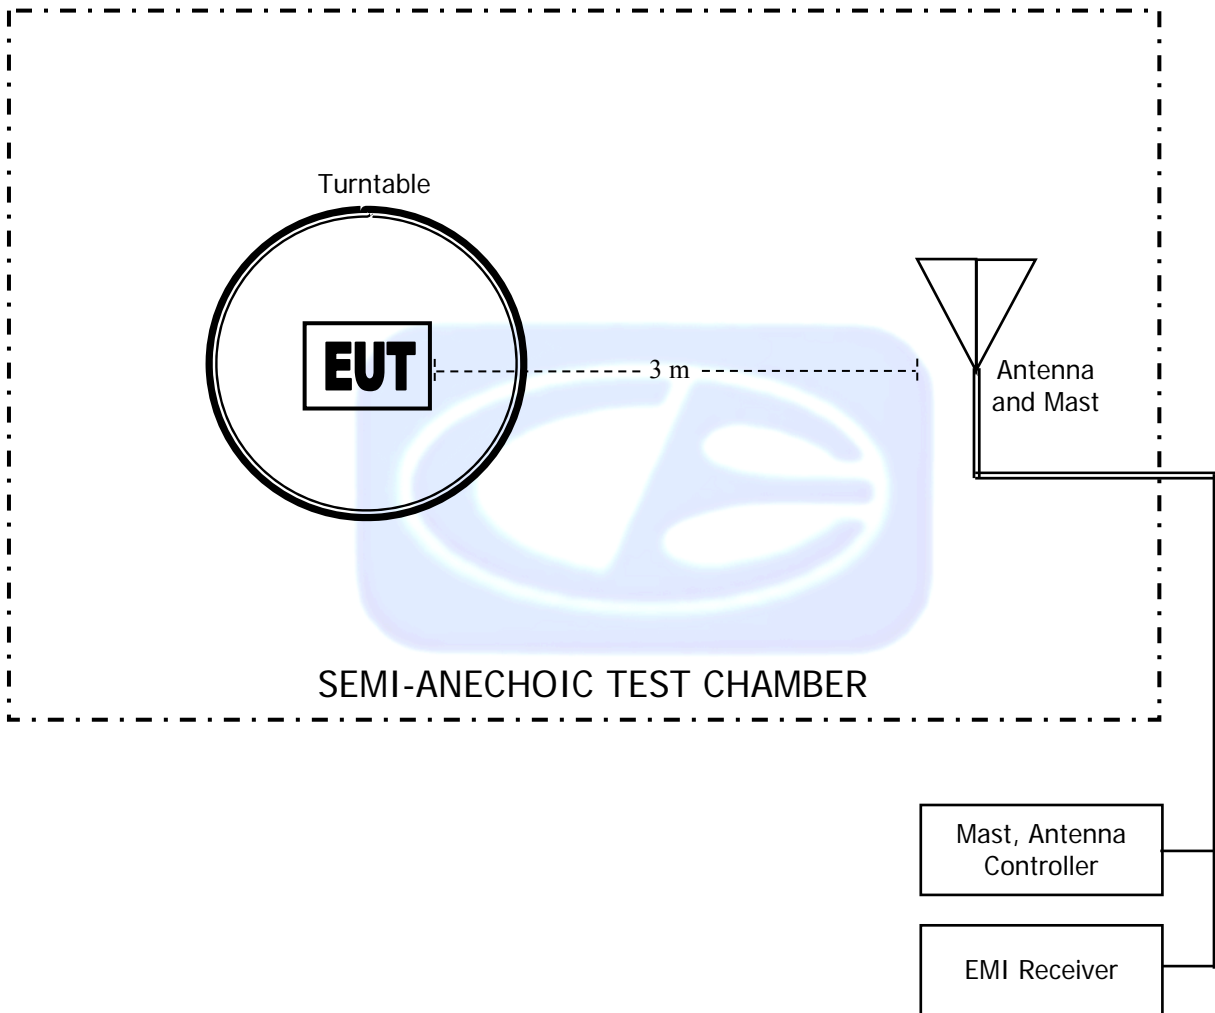 Turntable
EUT
3 m
Antenna
and Mast
SEMI-ANECHOIC TEST CHAMBER
Mast, Antenna
Controller
EMI Receiver